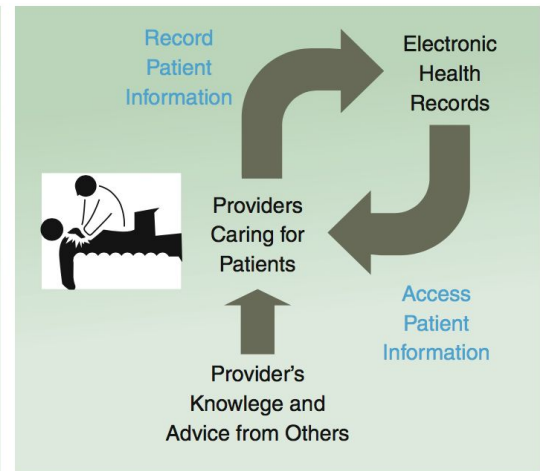 Record
Patient
Information
Electronic
Health
Records
Providers
Caring for
Patients
Access
Patient
Information
Provider's
Knowlege and
Advice from Others